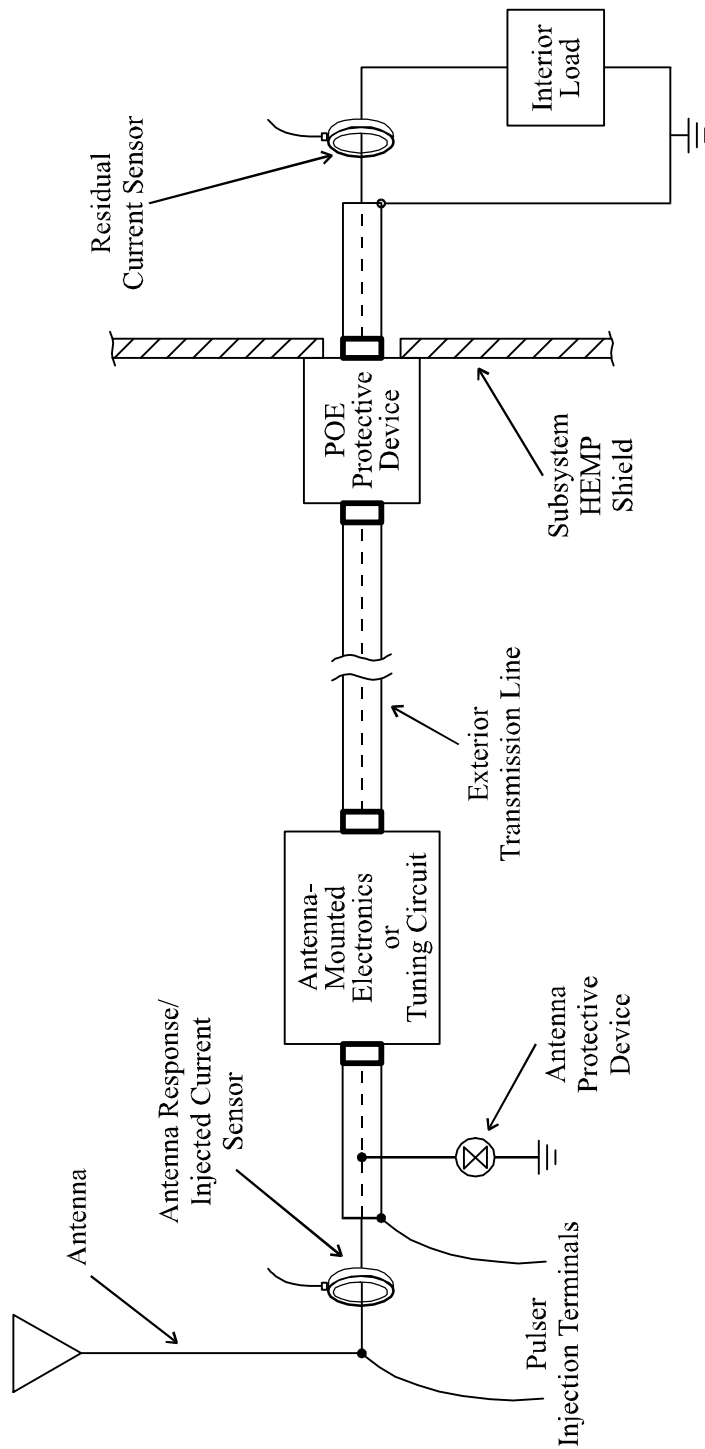 Antenna
Antenna Response/
Injected Current
Sensor
Pulser
Injection Terminals
Antenna
Protective
Device
Antenna-
Mounted
Electronics
or
Tuning Circuit
Exterior
Transmission Line
POE
Protective
Device
Subsystem
HEMP
Shield
Residual
Current Sensor
Interior
Load